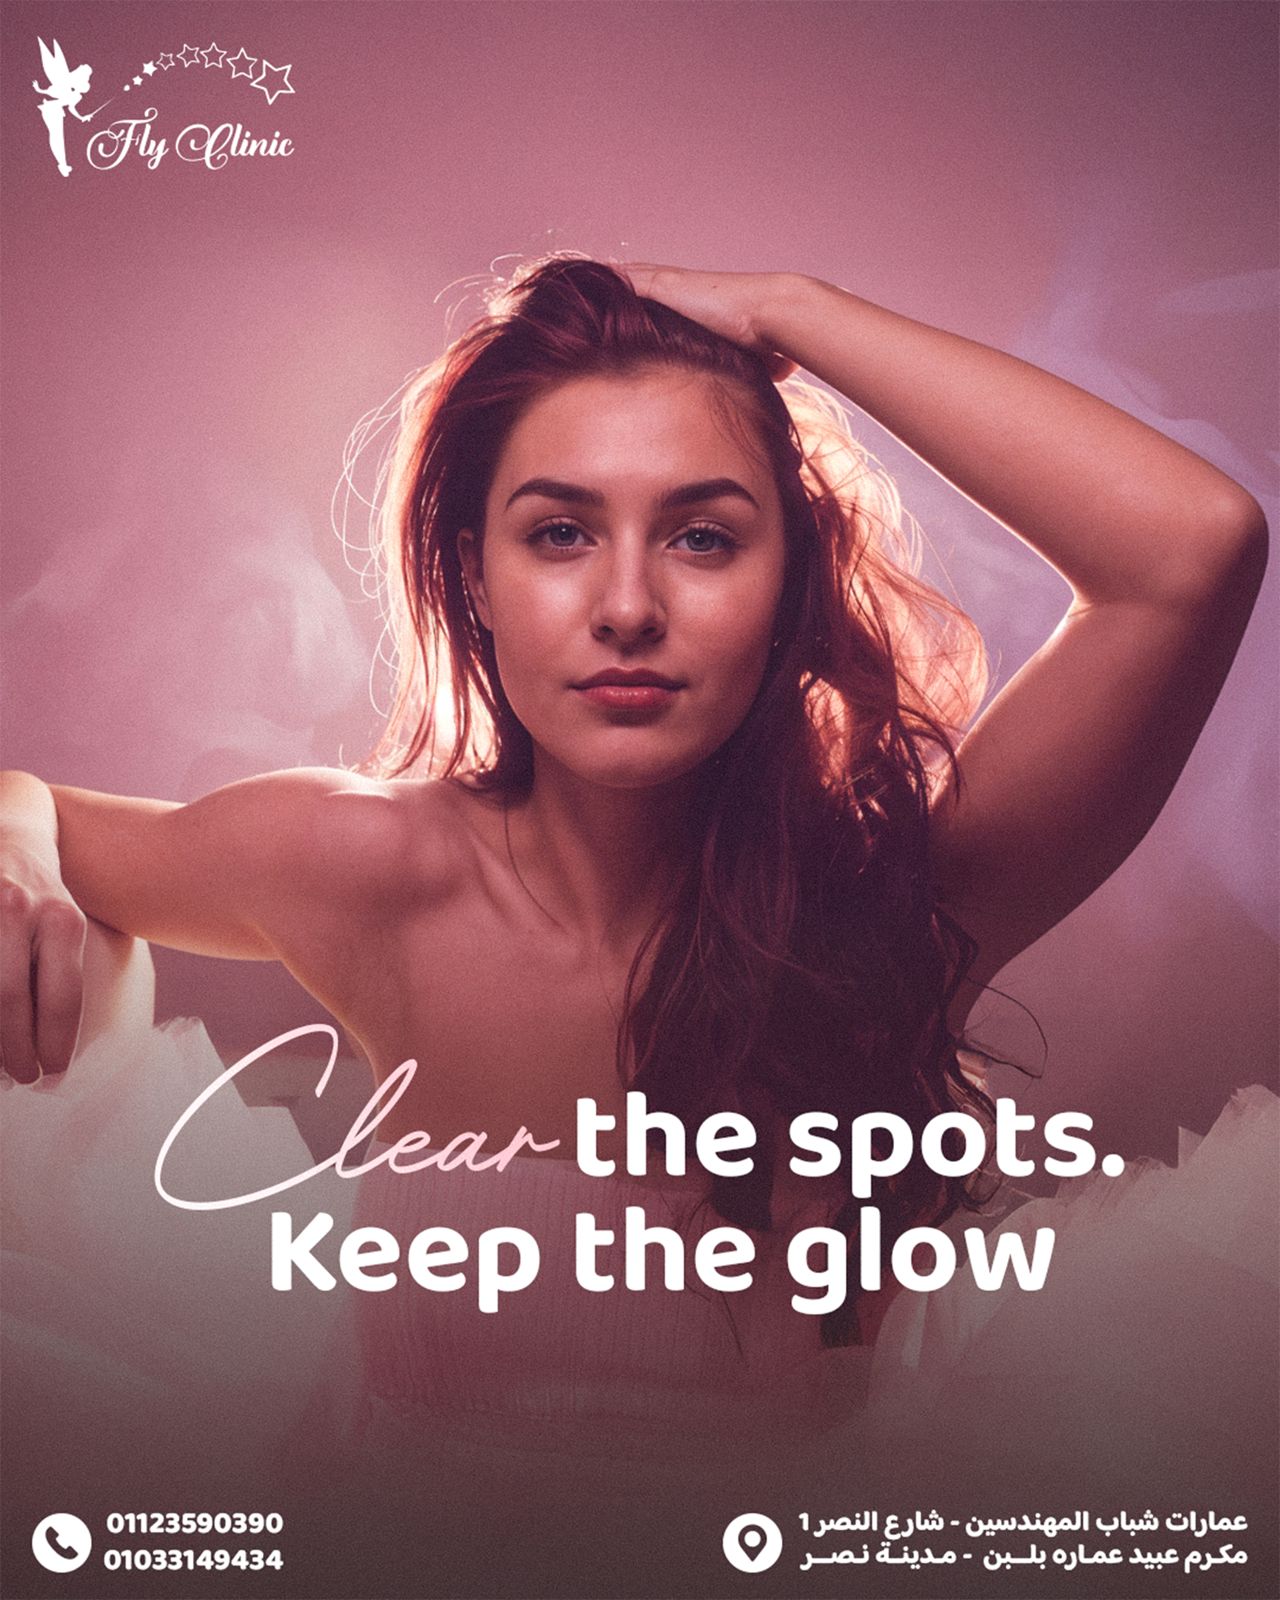 Fly Clinic
Clear the spots.
Keep the glow
01123590390
01033149434
عمارات شباب المهندسين - شارع النصر 1
مكرم عبيد عماره بلبن - مدينة نصر